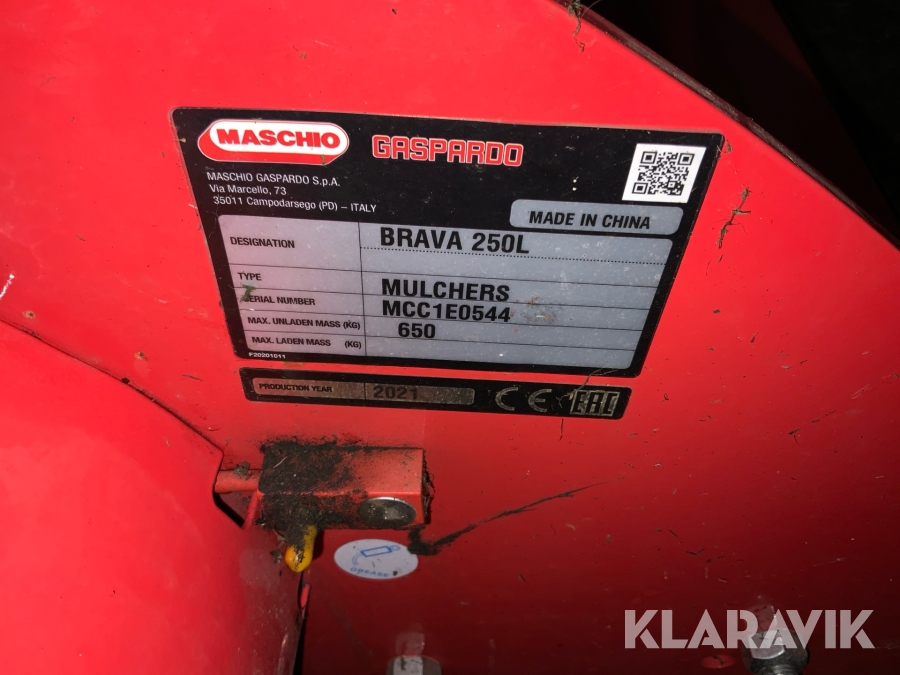 MASCHIO GASPARDO
MASCHIO GASPARDO S.p.A.
Via Marcello, 73
35011 Campodarsego (PD) – ITALY
MADE IN CHINA
DESIGNATION BRAVA 250L
TYPE MULCHERS
SERIAL NUMBER MCC1E0544
MAX. UNLADEN MASS (KG) 650
MAX. LADEN MASS (KG)
F20201011
PRODUCTION YEAR 2021 CE EAC
KLARAVIK